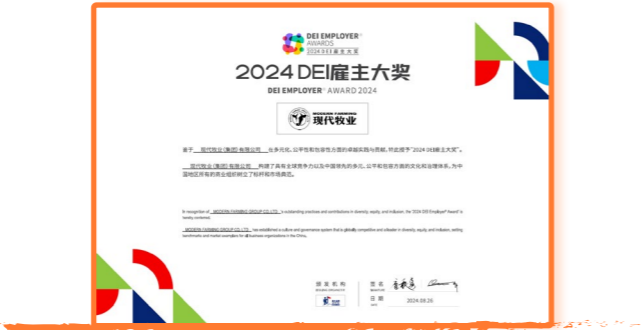 DEI EMPLOYER®
AWARDS
2024 DEI 雇主大奖
2024 DEI雇主大奖
DEI EMPLOYER® AWARD 2024
MODERN FARMING
现代牧业
鉴于 现代牧业(集团)有限公司 在多元化、公平性和包容性方面的卓越实践与贡献, 特此授予“2024 DEI雇主大奖”。
现代牧业(集团)有限公司 构建了具有全球竞争力以及中国领先的多元、公平和包容方面的文化和治理体系, 为中
国地区所有的商业组织树立了标杆和市场典范。
In recognition of MODERN FARMING GROUP CO. LTD 's outstanding practices and contributions in diversity, equity, and inclusion, the "2024 DEI Employer® Award" is
hereby conferred.
MODERN FARMING GROUP CO. LTD has established a culture and governance system that is globally competitive and a leader in diversity, equity, and inclusion, setting
benchmarks and market exemplars for all business organizations in the China.
颁发机构
签名
日期
2024.08.26